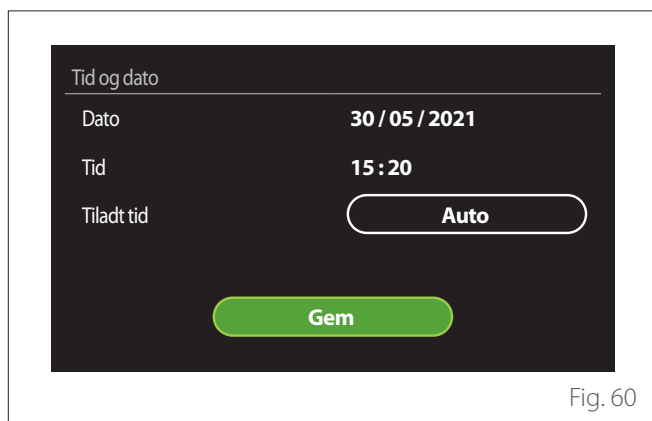 Tid og dato
Dato 30 / 05 / 2021
Tid 15 : 20
Tiladt tid Auto
Gem
Fig. 60